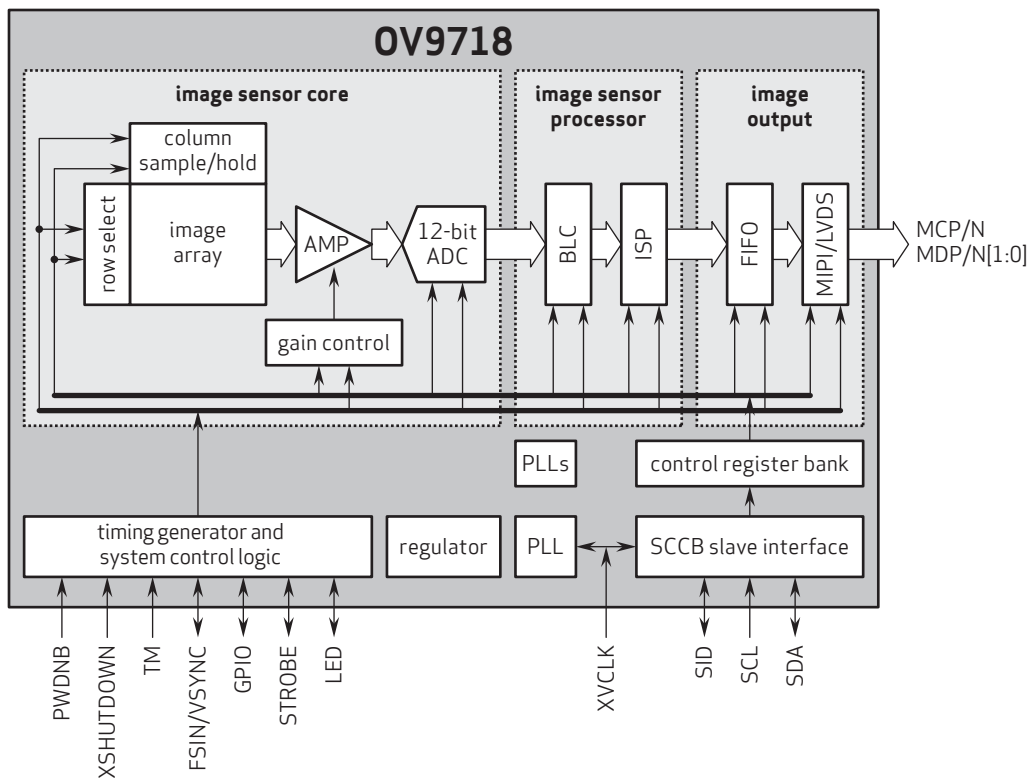 OV9718
image sensor core
image sensor
processor
image
output
column
sample/hold
row select
image
array
AMP
12-bit
ADC
gain control
BLC
ISP
FIFO
MIPI/LVDS
MCP/N
MDP/N[1:0]
PLLs
control register bank
timing generator and
system control logic
regulator
PLL
SCCB slave interface
PWDNB
XSHUTDOWN
TM
FSIN/VSYNC
GPIO
STROBE
LED
XVCLK
SID
SCL
SDA